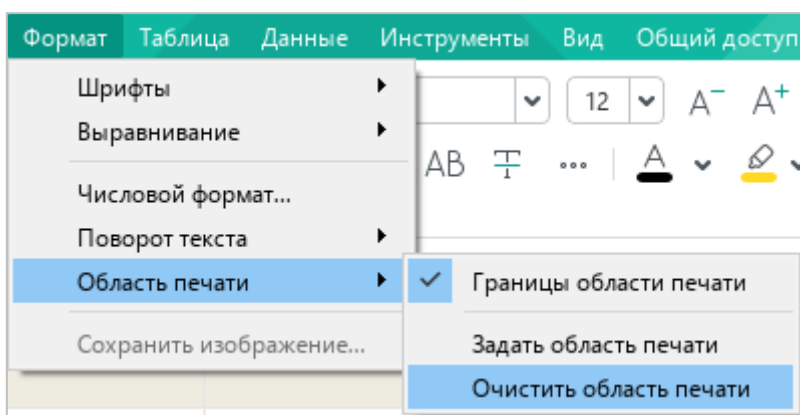 Формат Таблица Данные Инструменты Вид Общий доступ
Шрифты
12 A⁻ A⁺
Выравнивание
AB T ... A
Числовой формат...
Поворот текста
Область печати
Границы области печати
Сохранить изображение...
Задать область печати
Очистить область печати